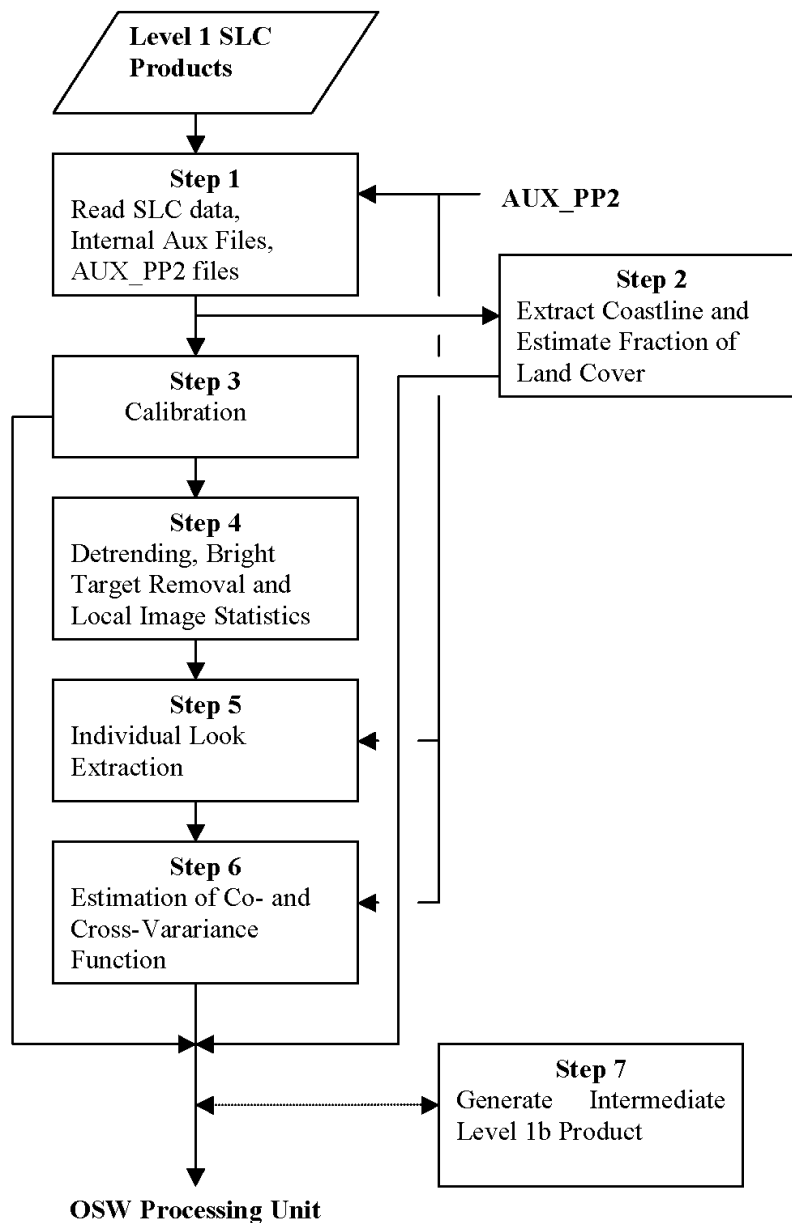 Level 1 SLC
Products
Step 1
Read SLC data,
Internal Aux Files,
AUX_PP2 files
AUX_PP2
Step 2
Extract Coastline and
Estimate Fraction of
Land Cover
Step 3
Calibration
Step 4
Detrending, Bright
Target Removal and
Local Image Statistics
Step 5
Individual Look
Extraction
Step 6
Estimation of Co- and
Cross-Varariance
Function
Step 7
Generate Intermediate
Level 1b Product
OSW Processing Unit